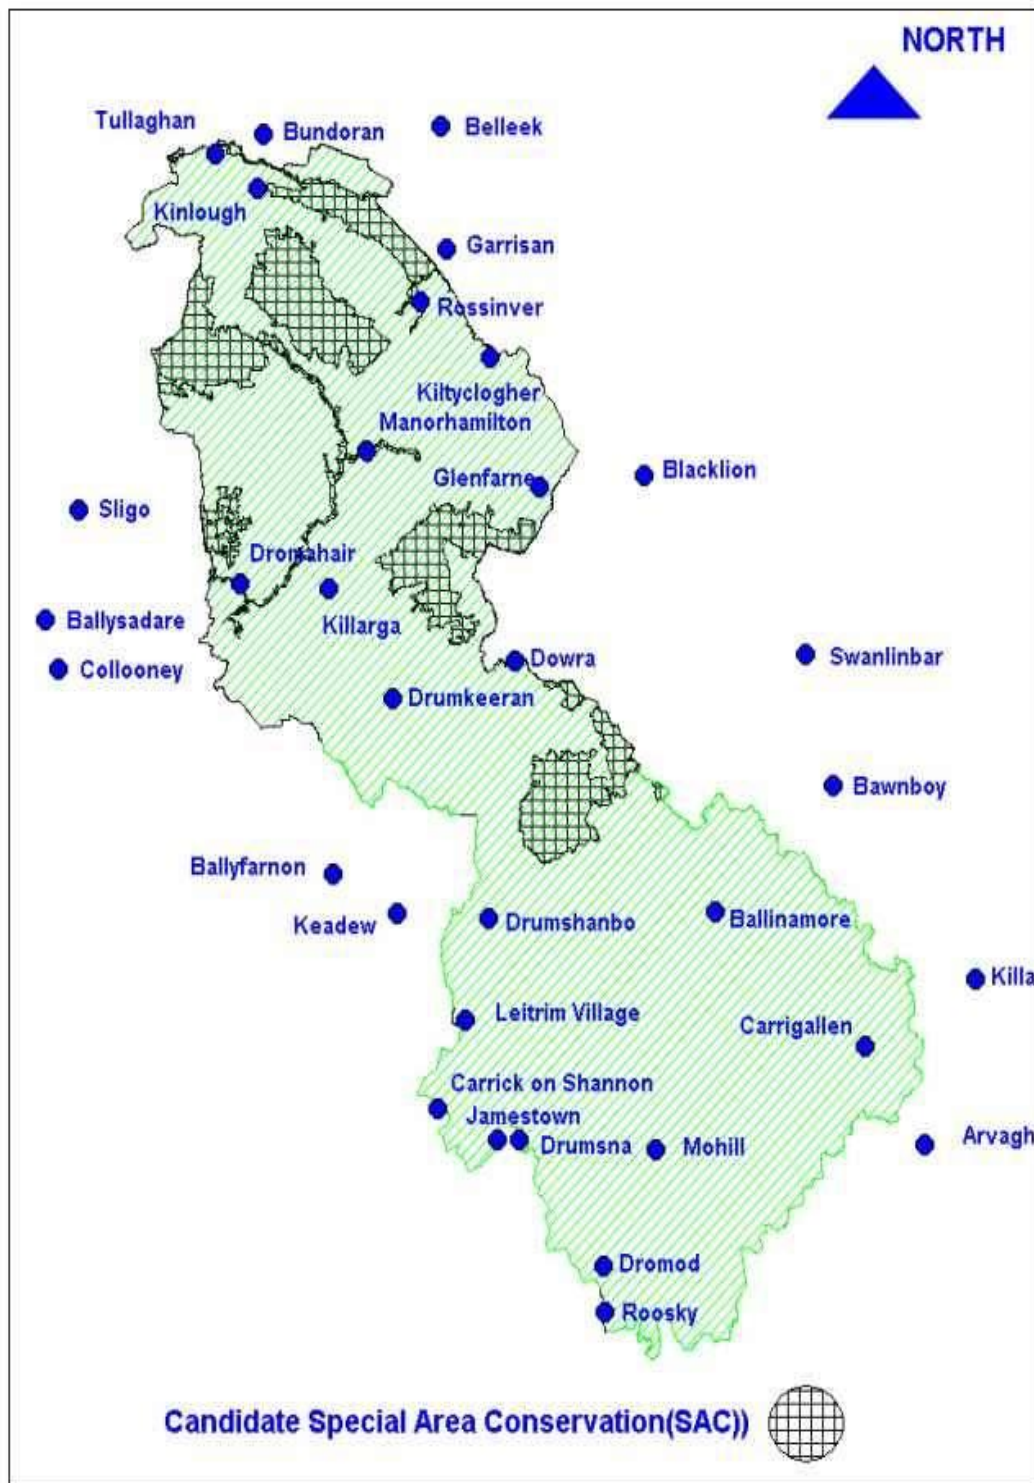 NORTH
Tullaghan
Bundoran
Belleek
Kinlough
Garrisan
Rossinver
Kiltyclogher
Manorhamilton
Glenfarne
Blacklion
Sligo
Dromahair
Ballysadare
Killarga
Collooney
Dowra
Swanlinbar
Drumkeeran
Bawnboy
Ballyfarnon
Keadew
Drumshanbo
Ballinamore
Killa
Leitrim Village
Carrigallen
Carrick on Shannon
Jamestown
Drumsna
Mohill
Arvagh
Dromod
Roosky
Candidate Special Area Conservation(SAC))